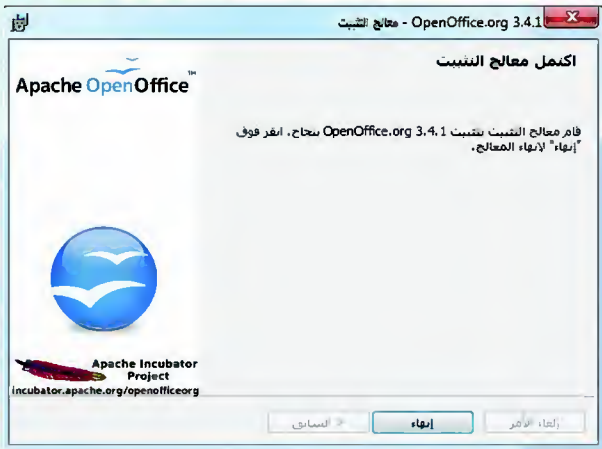 OpenOffice.org 3.4.1 - معالج التثبيت
اكتمل معالج التثبيت
Apache OpenOffice™
قام معالج التثبيت بتثبيت OpenOffice.org 3.4.1 بنجاح. انقر فوق
"إنهاء" لإنهاء المعالج.
Apache Incubator
Project
incubator.apache.org/openofficeorg
< السابق
إنهاء
إلغاء الأمر